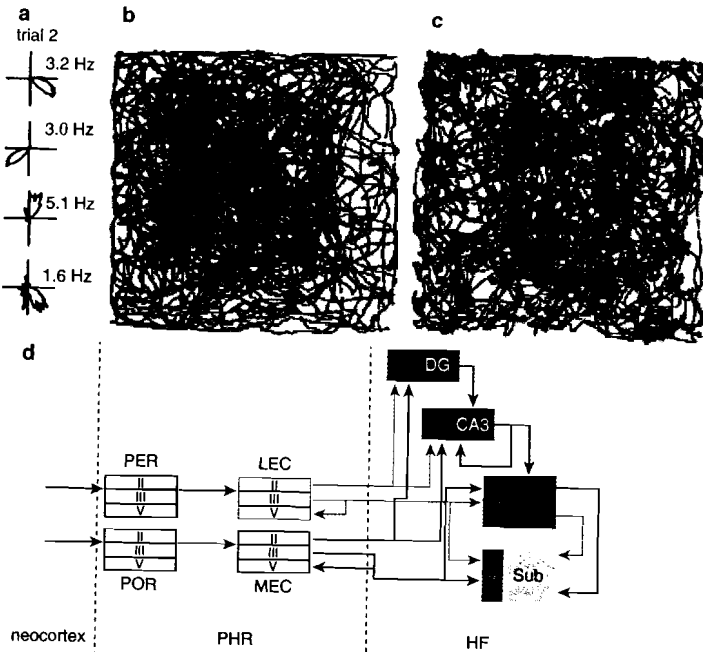 a
b
c
trial 2
3.2 Hz
3.0 Hz
5.1 Hz
1.6 Hz
d
DG
CA3
PER
LEC
II
III
V
II
III
V
II
III
V
II
III
V
POR
MEC
Sub
neocortex
PHR
HF